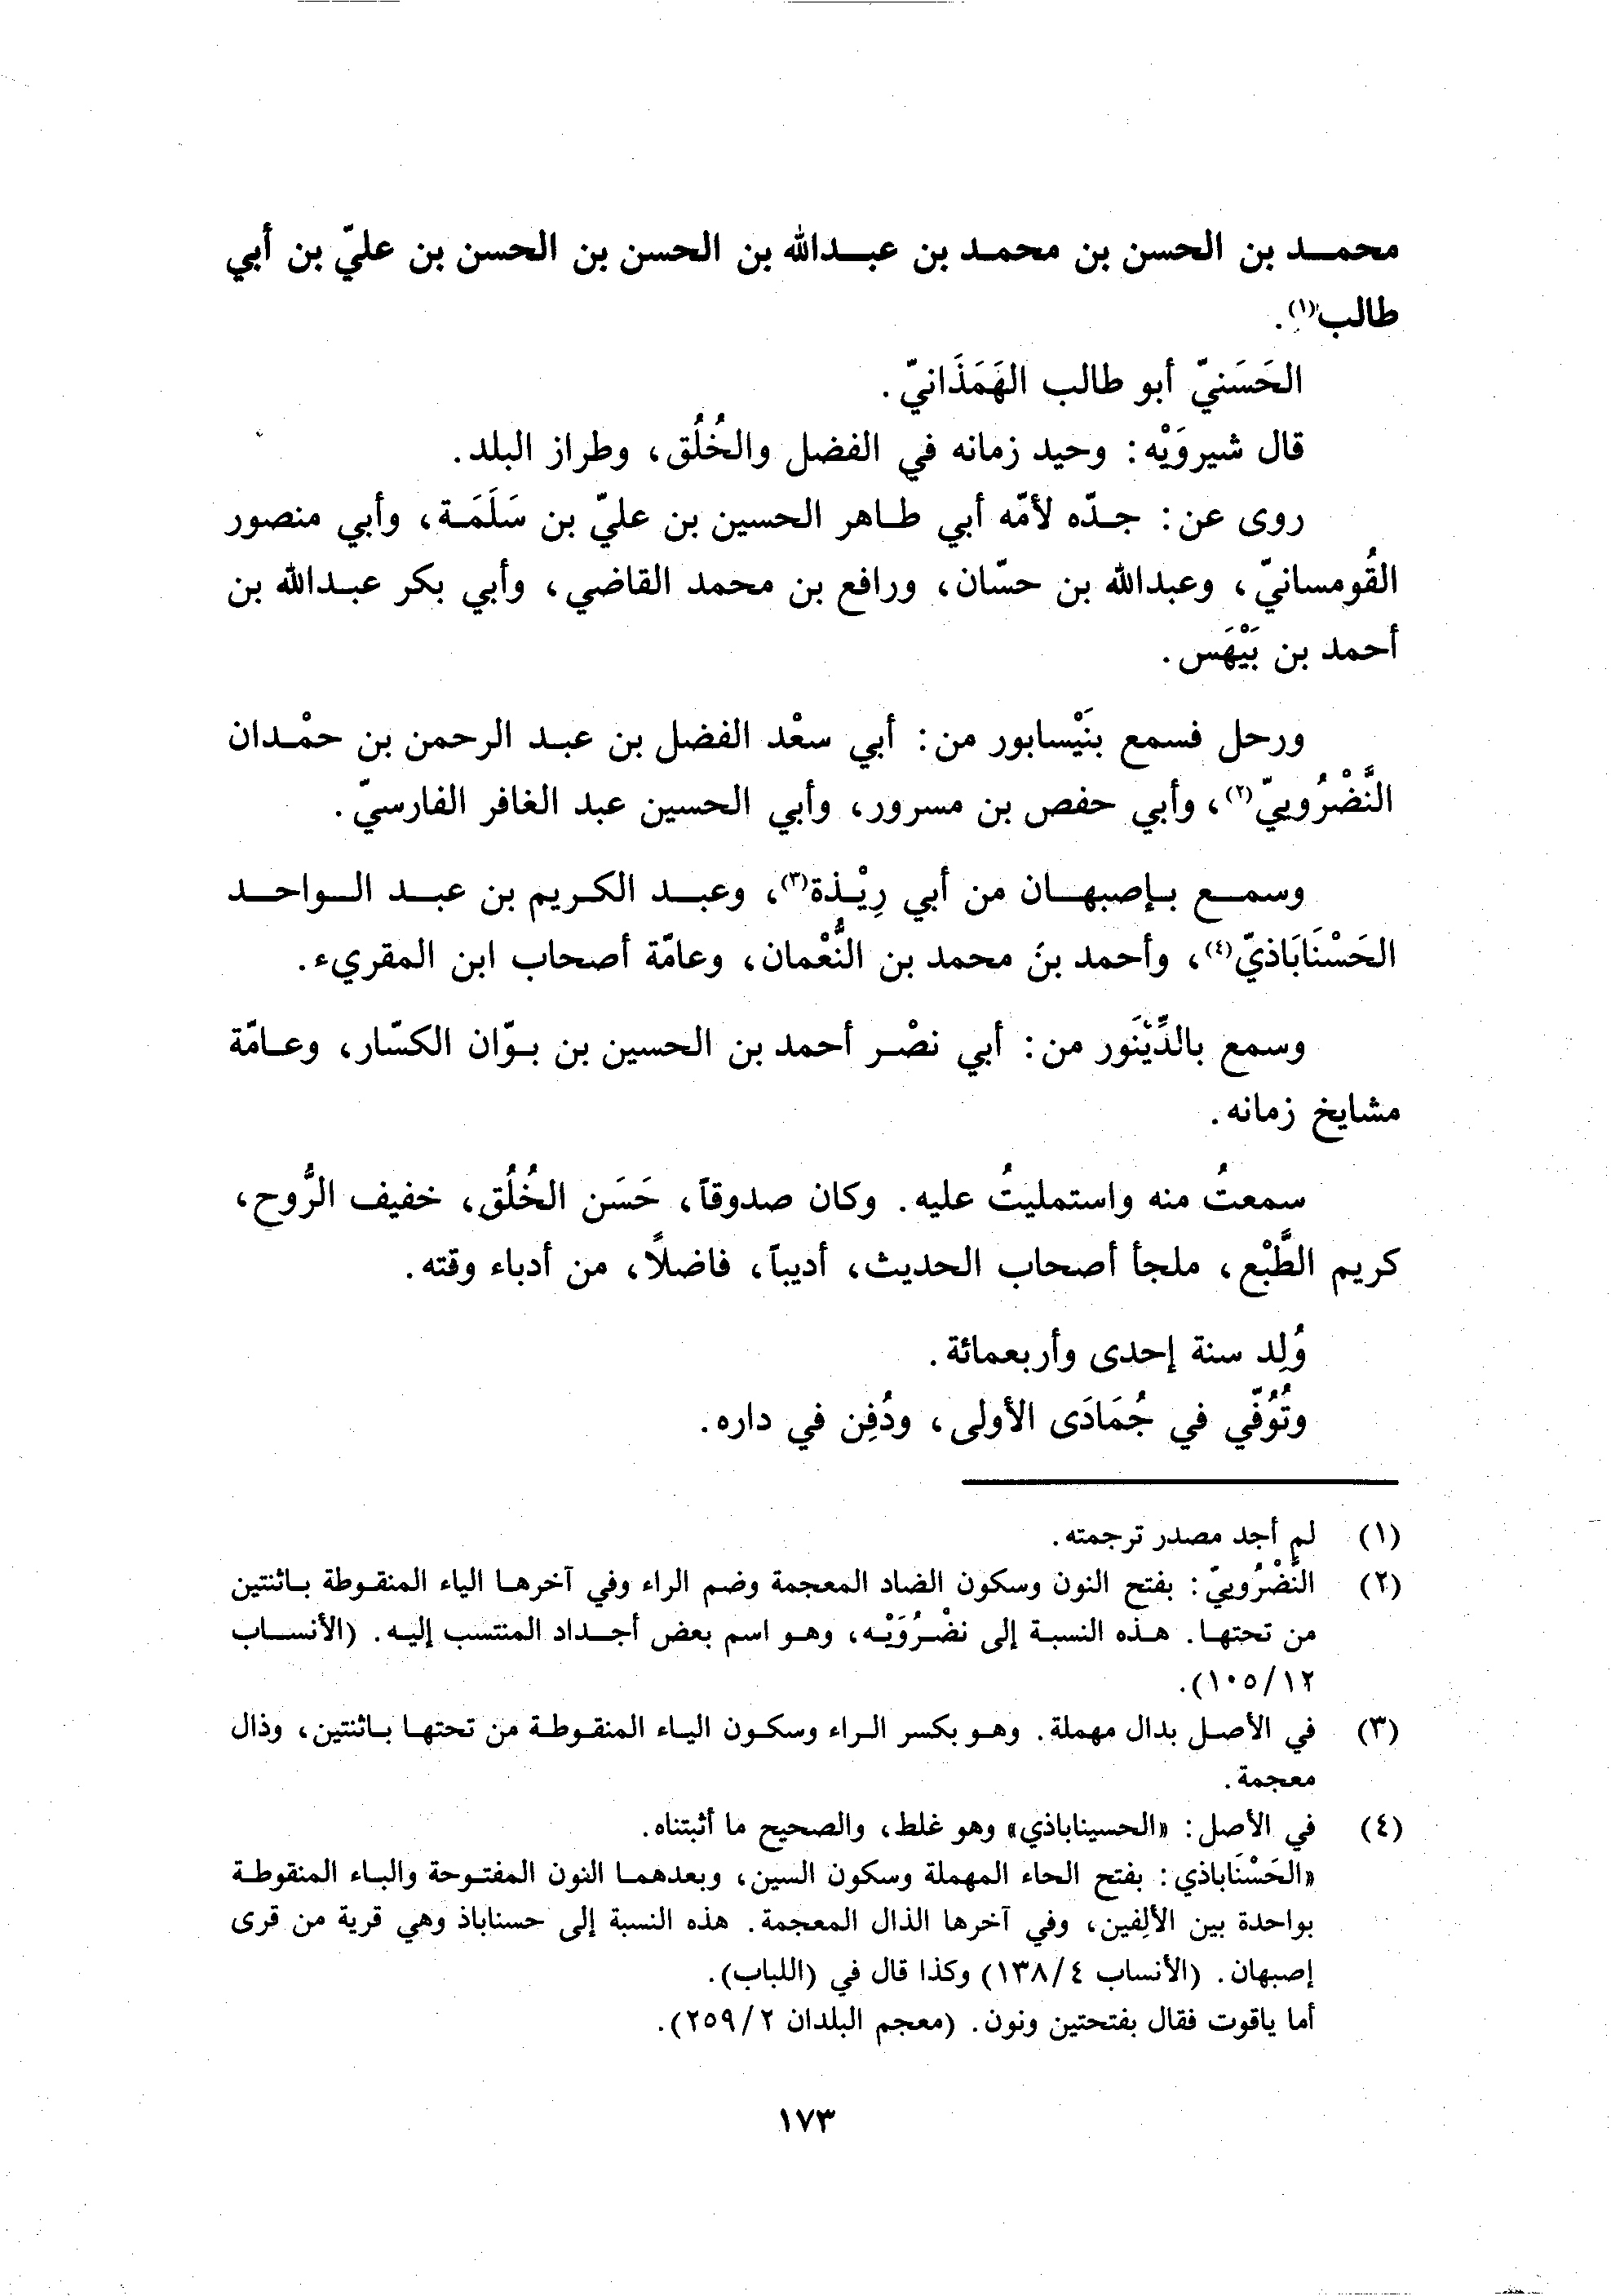 محمد بن الحسن بن محمد بن عبدالله بن الحسن بن الحسن بن عليّ بن أبي
طالب(١).
الحَسَنيّ أبو طالب الهَمَذَانيّ.
قال شيروَيْه: وحيد زمانه في الفضل والخُلُق، وطراز البلد.
روى عن: جدّه لأمّه أبي طاهر الحسين بن عليّ بن سَلَمَة، وأبي منصور
القُومسانيّ، وعبدالله بن حسّان، ورافع بن محمد القاضي، وأبي بكر عبدالله بن
أحمد بن بَيْهَس.
ورحل فسمع بنَيْسابور من: أبي سعْد الفضل بن عبد الرحمن بن حمْدان
النَّضْرُوييّ(٢)، وأبي حفص بن مسرور، وأبي الحسين عبد الغافر الفارسيّ.
وسمع بإصبهان من أبي رِيْذة(٣)، وعبد الكريم بن عبد الواحد
الحَسْنَابَاذيّ(٤)، وأحمد بنَ محمد بن النُّعْمان، وعامّة أصحاب ابن المقريء.
وسمع بالدِّيْنَور من: أبي نصْر أحمد بن الحسين بن بوّان الكسّار، وعامّة
مشايخ زمانه.
سمعتُ منه واستمليتُ عليه. وكان صدوقاً، حَسَن الخُلُق، خفيف الرُّوح،
كريم الطَّبْع، ملجأ أصحاب الحديث، أديباً، فاضلًا، من أدباء وقته.
وُلِد سنة إحدى وأربعمائة.
وتُوُفّي في جُمَادَى الأولى، ودُفِن في داره.
(١) لم أجد مصدر ترجمته.
(٢) النَّضْرُوييّ: بفتح النون وسكون الضاد المعجمة وضم الراء وفي آخرها الياء المنقوطة باثنتين
من تحتها. هذه النسبة إلى نضْرُوَيْه، وهو اسم بعض أجداد المنتسب إليه. (الأنساب
١٠٥/١٢).
(٣) في الأصل بدال مهملة. وهو بكسر الراء وسكون الياء المنقوطة من تحتها باثنتين، وذال
معجمة.
(٤) في الأصل: «الحسيناباذي» وهو غلط، والصحيح ما أثبتناه.
«الحَسْنَاباذي: بفتح الحاء المهملة وسكون السين، وبعدهما النون المفتوحة والباء المنقوطة
بواحدة بين الألِفين، وفي آخرها الذال المعجمة. هذه النسبة إلى حسناباذ وهي قرية من قرى
إصبهان. (الأنساب ١٣٨/٤) وكذا قال في (اللباب).
أما ياقوت فقال بفتحتين ونون. (معجم البلدان ٢٥٩/٢).
١٧٣